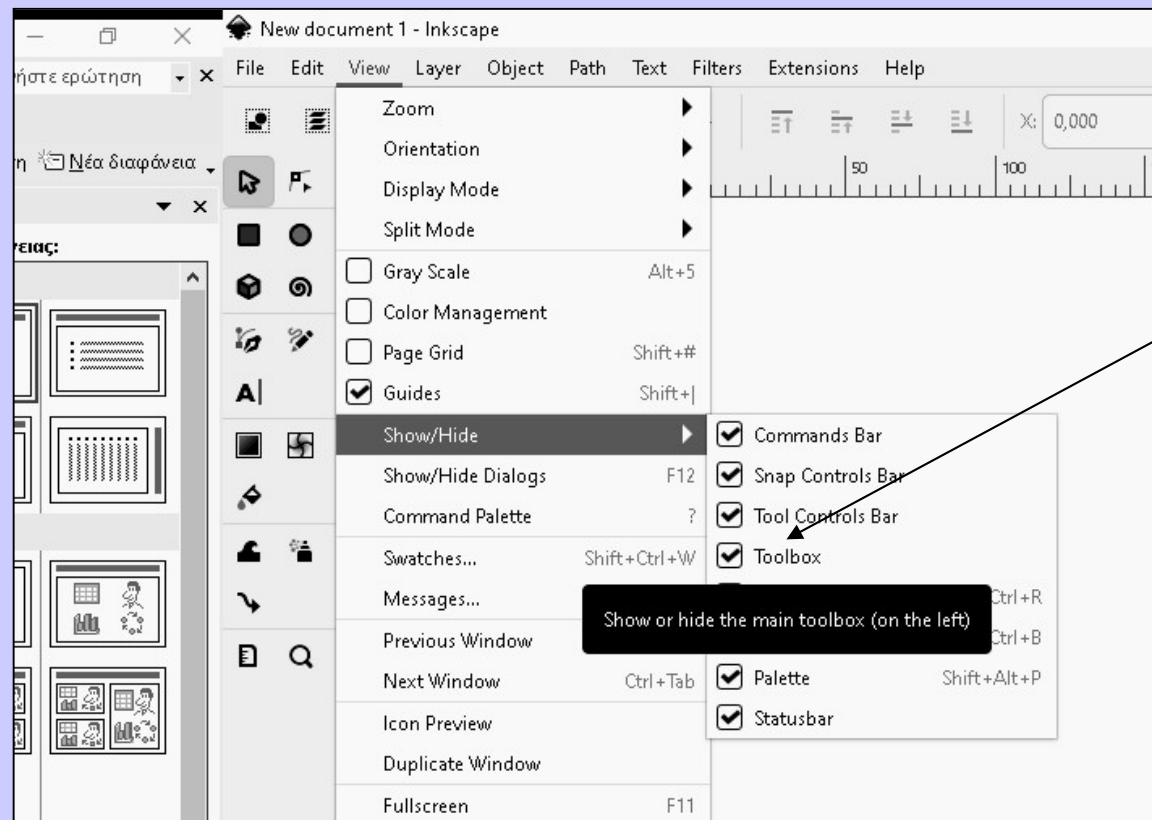 New document 1 - Inkscape
ήστε ερώτηση
File Edit View Layer Object Path Text Filters Extensions Help
X: 0,000
Νέα διαφάνεια
50 100
ειας:
Zoom
Orientation
Display Mode
Split Mode
Gray Scale Alt+5
Color Management
Page Grid Shift+#
Guides Shift+|
Show/Hide
Show/Hide Dialogs F12
Command Palette ?
Swatches... Shift+Ctrl+W
Messages...
Previous Window
Next Window Ctrl+Tab
Icon Preview
Duplicate Window
Fullscreen F11
Commands Bar
Snap Controls Bar
Tool Controls Bar
Toolbox
Ctrl+R
Show or hide the main toolbox (on the left)
Ctrl+B
Palette Shift+Alt+P
Statusbar